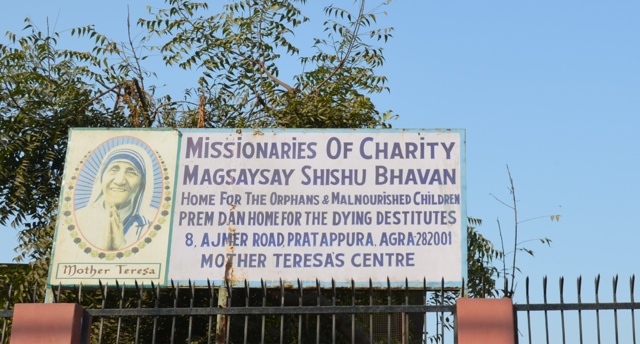 MISSIONARIES OF CHARITY
MAGSAYSAY SHISHU BHAVAN
HOME FOR THE ORPHANS & MALNOURISHED CHILDREN
PREM DAN HOME FOR THE DYING DESTITUTES
8, AJMER ROAD, PRATAPPURA, AGRA-282001
MOTHER TERESA'S CENTRE
Mother Teresa